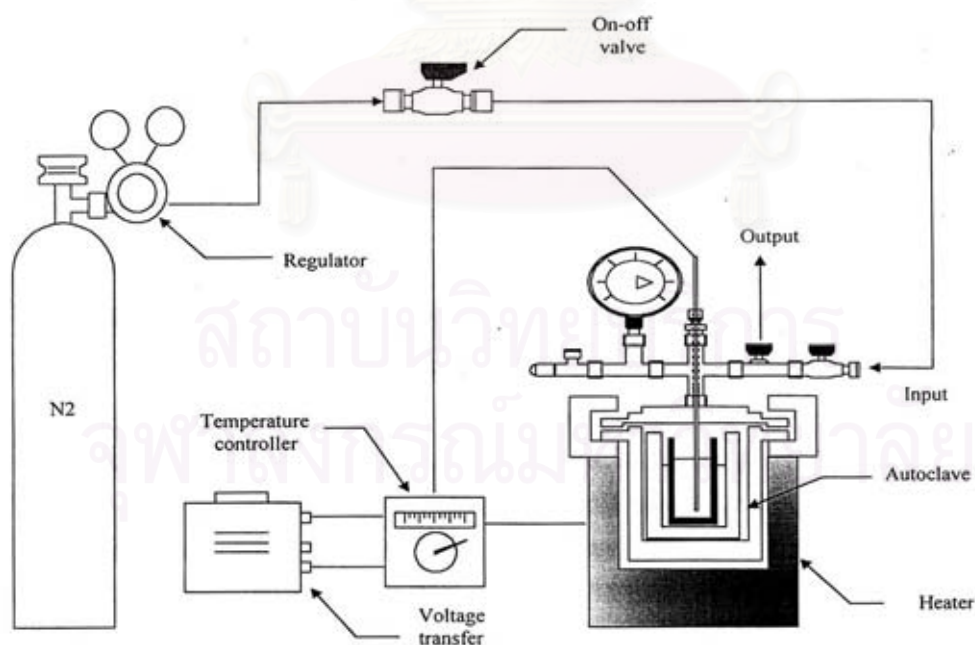 On-off
valve
Regulator
Output
N2
Input
Temperature
controller
Autoclave
Heater
Voltage
transfer
สถาบันวิทยบริการ
จุฬาลงกรณ์มหาวิทยาลัย